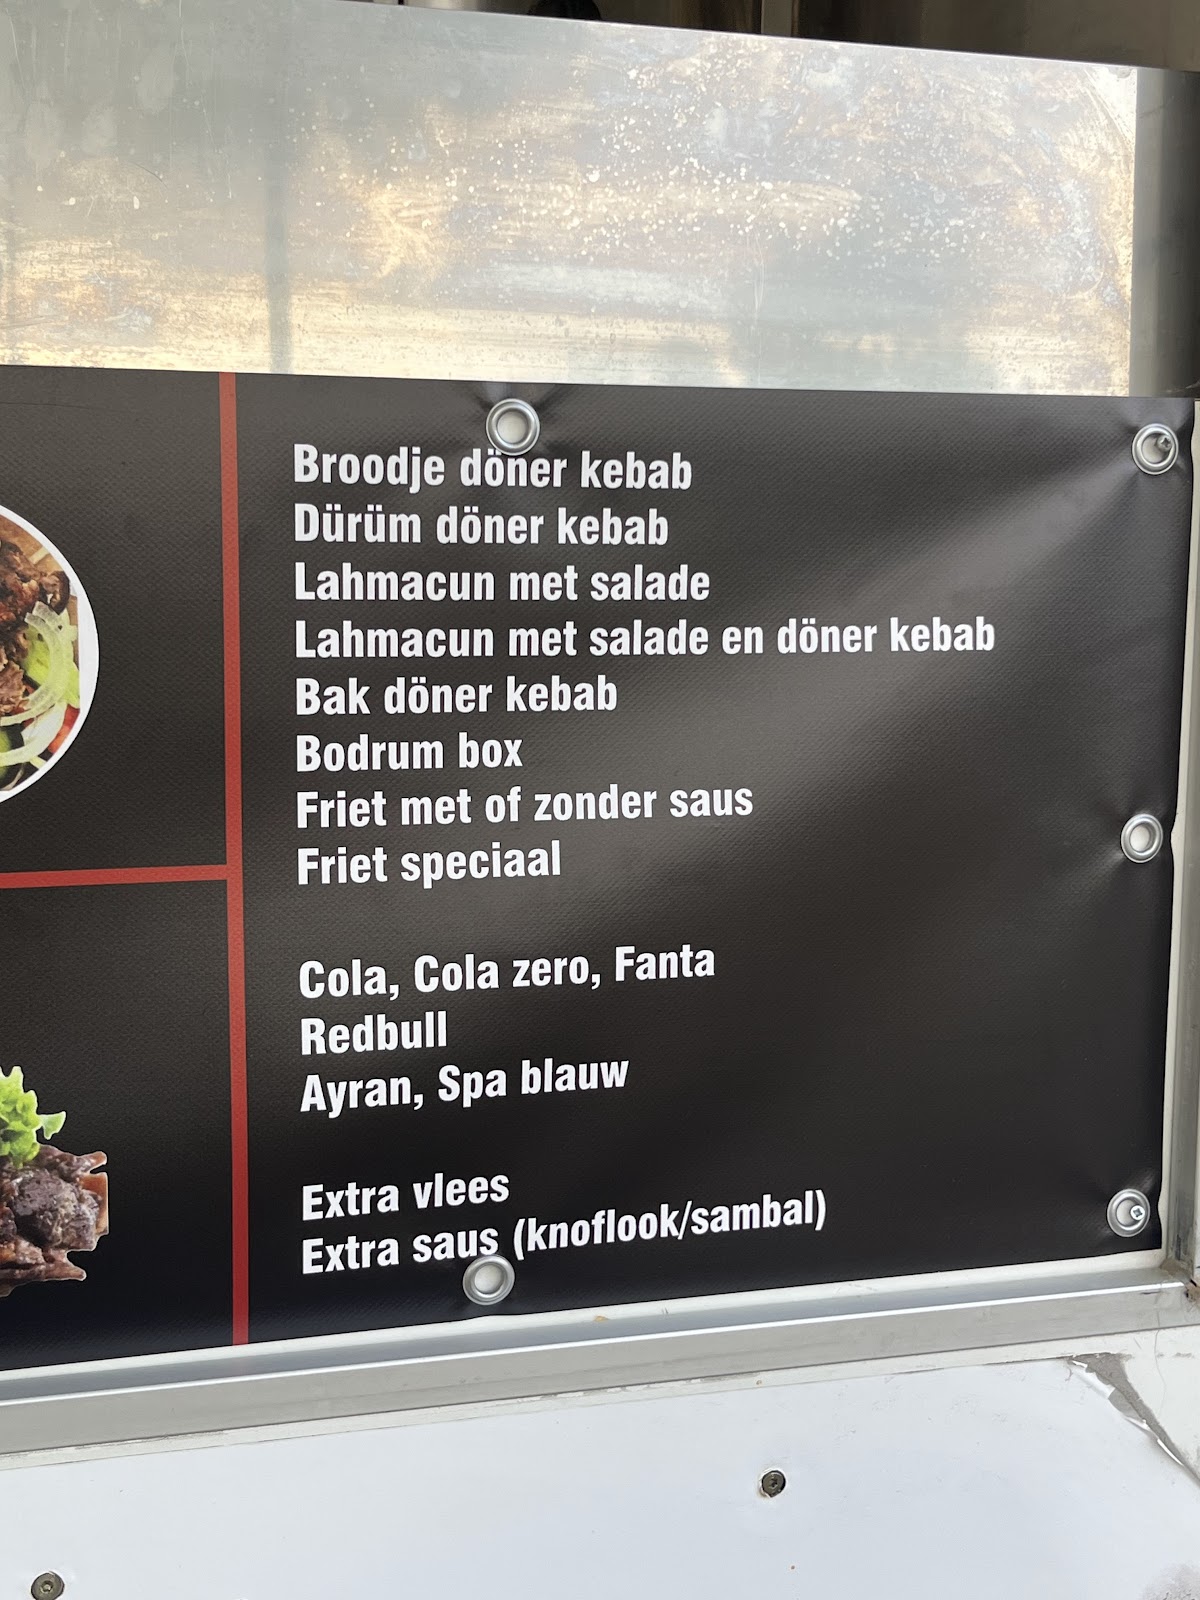 Broodje döner kebab
Dürüm döner kebab
Lahmacun met salade
Lahmacun met salade en döner kebab
Bak döner kebab
Bodrum box
Friet met of zonder saus
Friet speciaal
Cola, Cola zero, Fanta
Redbull
Ayran, Spa blauw
Extra vlees
Extra saus (knoflook/sambal)